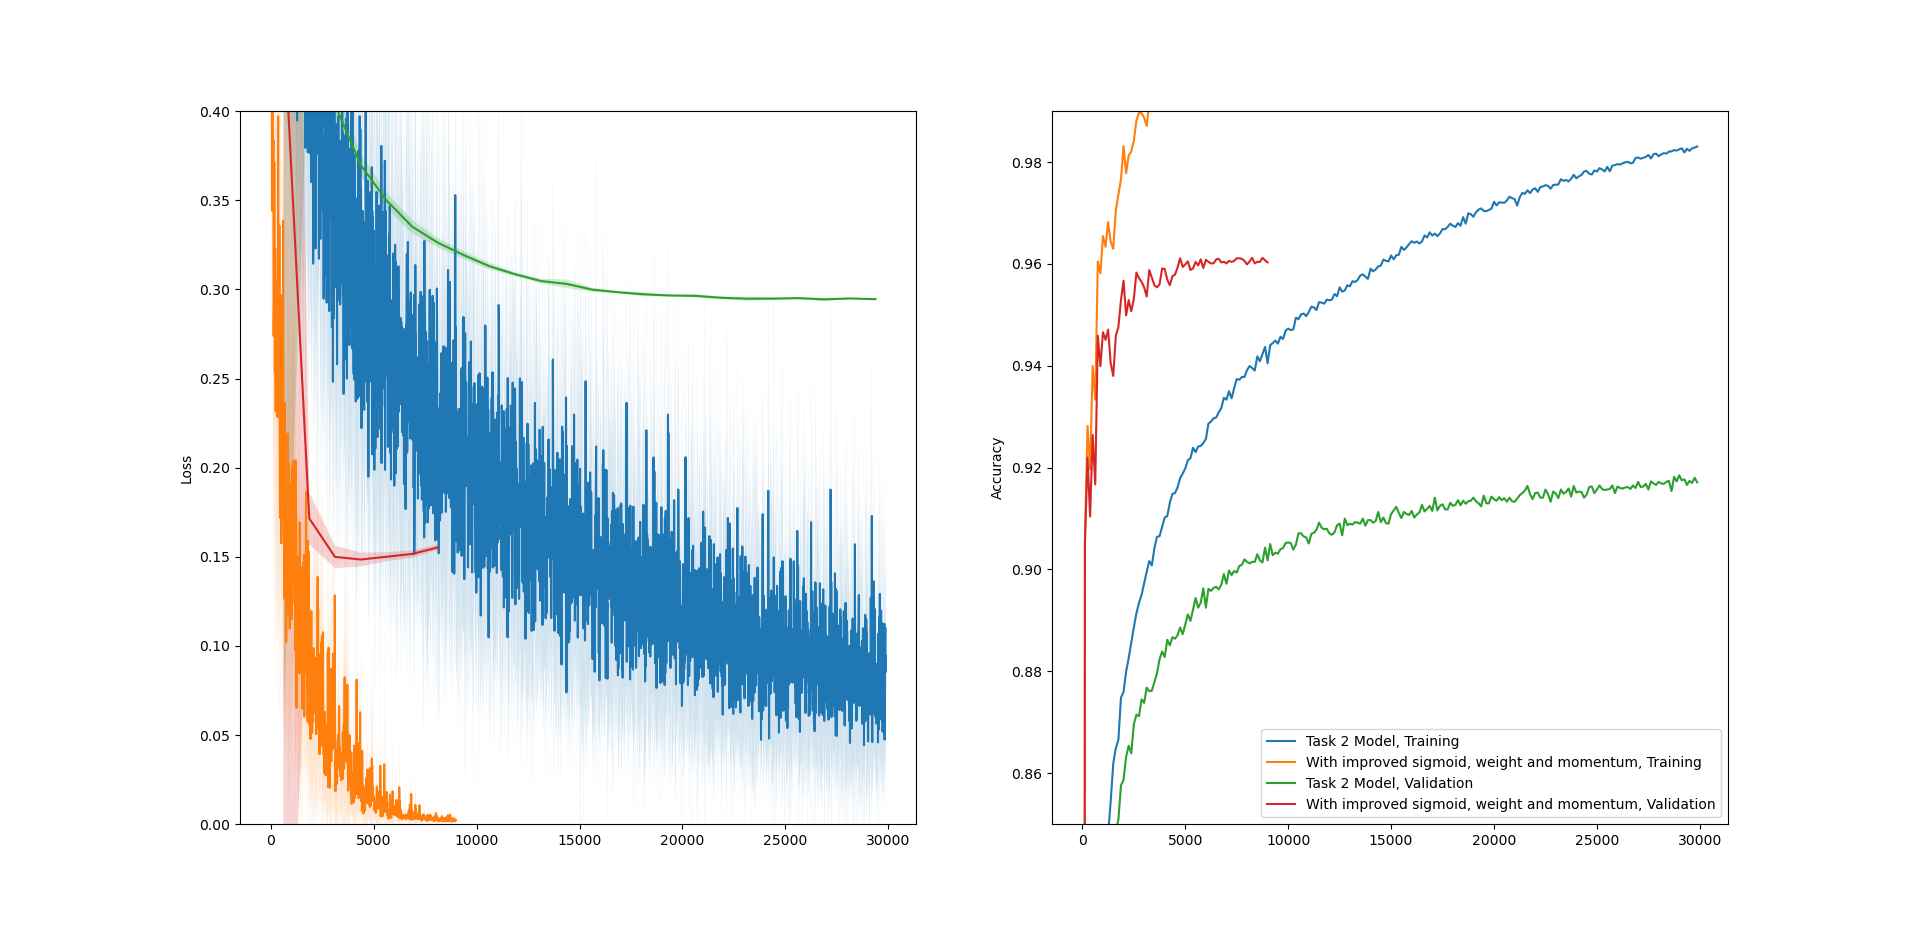 Loss
0.40
0.35
0.30
0.25
0.20
0.15
0.10
0.05
0.00
0 5000 10000 15000 20000 25000 30000
Accuracy
0.98
0.96
0.94
0.92
0.90
0.88
0.86
0 5000 10000 15000 20000 25000 30000
Task 2 Model, Training
With improved sigmoid, weight and momentum, Training
Task 2 Model, Validation
With improved sigmoid, weight and momentum, Validation